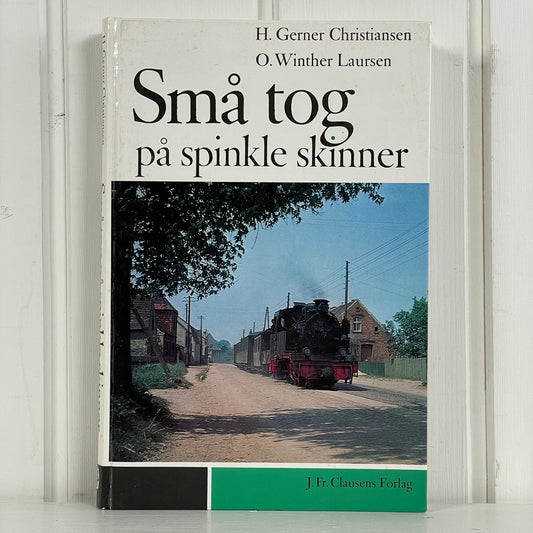 H. Gerner Christiansen
O. Winther Laursen
Små tog
på spinkle skinner
J. Fr. Clausens Forlag